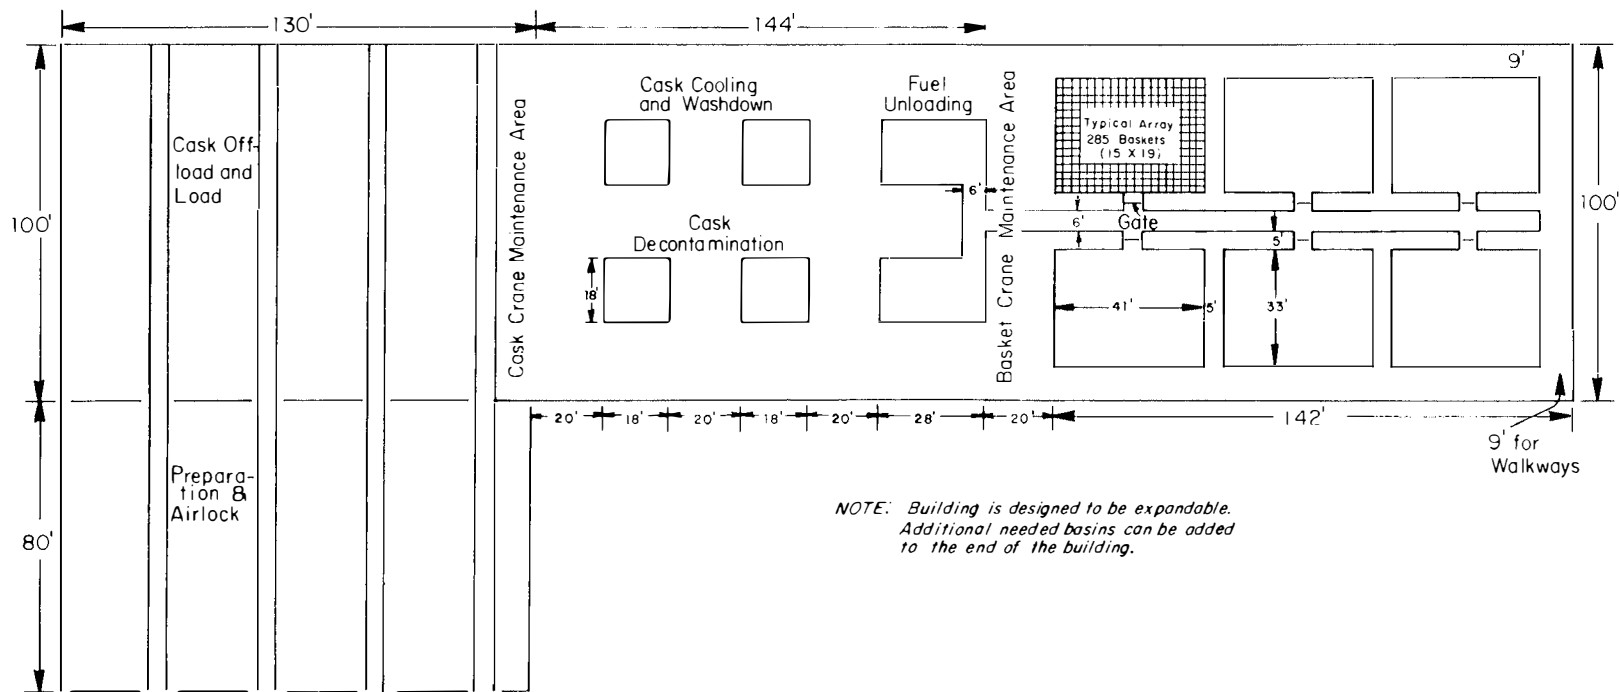 130'
144'
9'
Cask Cooling
and Washdown
Fuel
Unloading
Cask Off-
load and
Load
Cask Crane Maintenance Area
Basket Crane Maintenance Area
Typical Array
285 Baskets
(15 X 19)
100'
100'
6'
6'
Gate
5'
Cask
Decontamination
18'
41'
5'
33'
20'
18'
20'
18'
20'
28'
20'
142'
9' for
Walkways
Prepara-
tion &
Airlock
80'
NOTE: Building is designed to be expandable.
Additional needed basins can be added
to the end of the building.